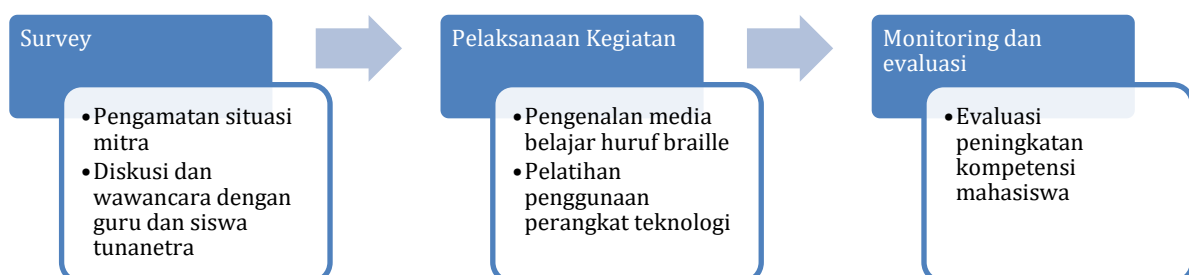 Survey
•Pengamatan situasi
mitra
•Diskusi dan
wawancara dengan
guru dan siswa
tunanetra
Pelaksanaan Kegiatan
•Pengenalan media
belajar huruf braille
•Pelatihan
penggunaan
perangkat teknologi
Monitoring dan
evaluasi
•Evaluasi
peningkatan
kompetensi
mahasiswa